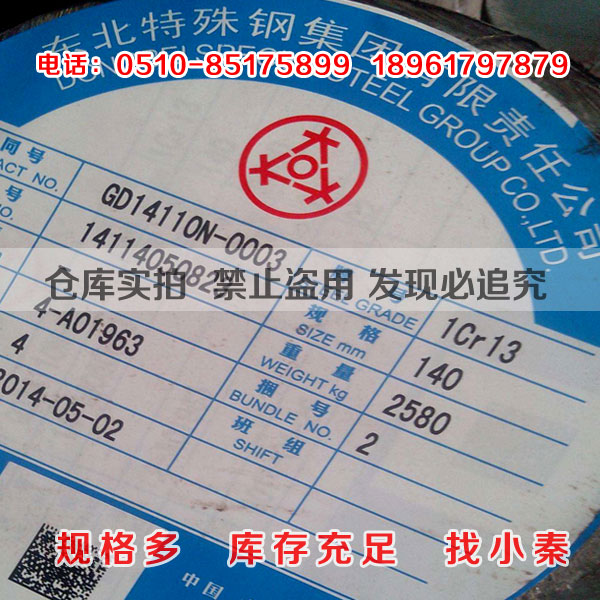 东北特殊钢集团有限责任公司
电话：0510-85175899 18961797879
STEEL GROUP CO.,LTD.
同号
ACT NO.
GD14110N-0003
号
NO.
1411405082
4-A01963
4
2014-05-02
GRADE
1Cr13
规格
SIZE mm
140
重量
WEIGHT kg
2580
捆号
BUNDLE NO.
2
班组
SHIFT
仓库实拍 禁止盗用 发现必追究
规格多 库存充足 找小秦
中国